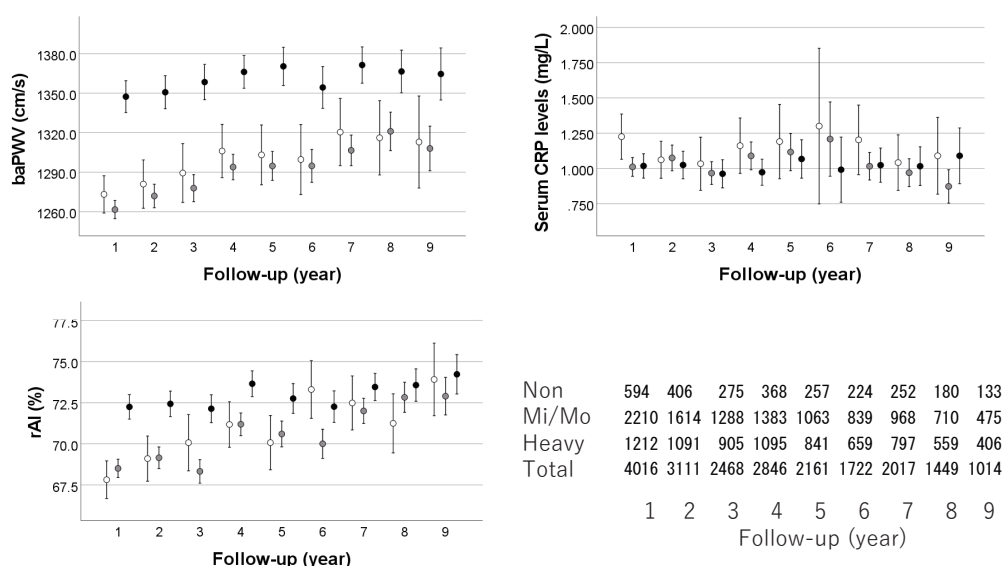 baPWV (cm/s)
1380.0
1350.0
1320.0
1290.0
1260.0
1 2 3 4 5 6 7 8 9
Follow-up (year)
Serum CRP levels (mg/L)
2.000
1.750
1.500
1.250
1.000
.750
1 2 3 4 5 6 7 8 9
Follow-up (year)
rAI (%)
77.5
75.0
72.5
70.0
67.5
1 2 3 4 5 6 7 8 9
Follow-up (year)
Non 594 406 275 368 257 224 252 180 133
Mi/Mo 2210 1614 1288 1383 1063 839 968 710 475
Heavy 1212 1091 905 1095 841 659 797 559 406
Total 4016 3111 2468 2846 2161 1722 2017 1449 1014
1 2 3 4 5 6 7 8 9
Follow-up (year)